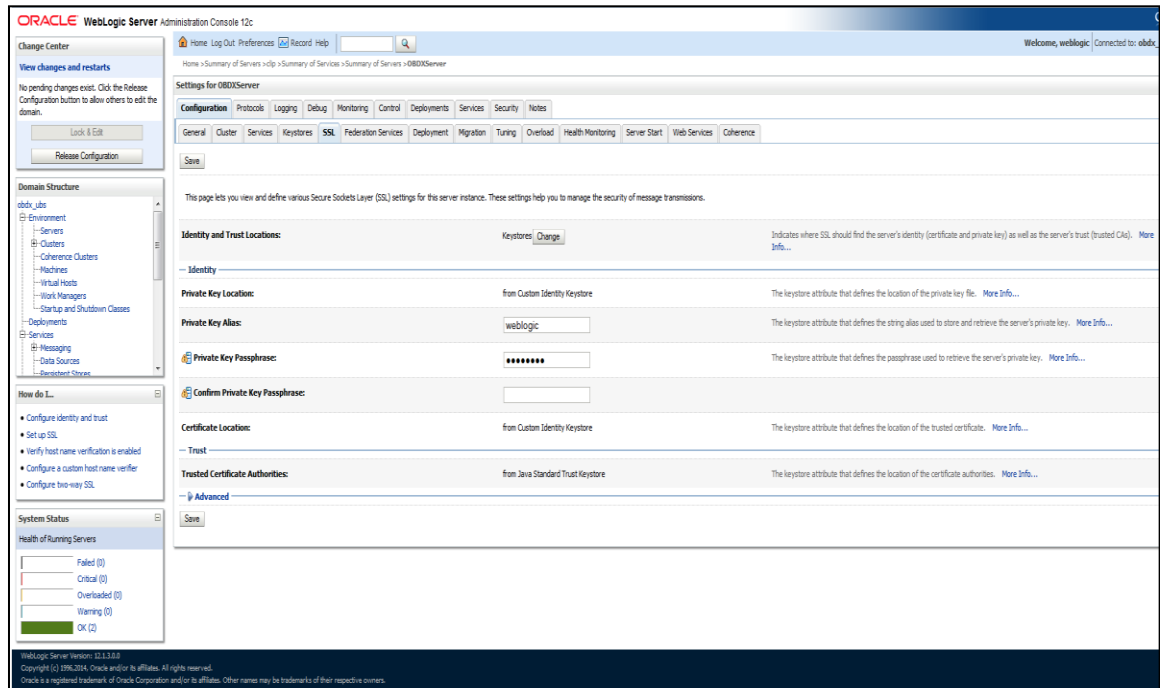 ORACLE WebLogic Server Administration Console 12c
Change Center
View changes and restarts
No pending changes exist. Click the Release
Configuration button to allow others to edit the
domain.
Lock & Edit
Release Configuration
Domain Structure
obdx_ubs
Environment
Servers
Clusters
Coherence Clusters
Machines
Virtual Hosts
Work Managers
Startup and Shutdown Classes
Deployments
Services
Messaging
Data Sources
Persistent Stores
How do I...
Configure identity and trust
Set up SSL
Verify host name verification is enabled
Configure a custom host name verifier
Configure two-way SSL
System Status
Health of Running Servers
Failed (0)
Critical (0)
Overloaded (0)
Warning (0)
OK (2)
Home Log Out Preferences Record Help
Welcome, weblogic Connected to: obdx_
Home >Summary of Servers >clip >Summary of Services >Summary of Servers >OBDXServer
Settings for OBDXServer
Configuration Protocols Logging Debug Monitoring Control Deployments Services Security Notes
General Cluster Services Keystores SSL Federation Services Deployment Migration Tuning Overload Health Monitoring Server Start Web Services Coherence
Save
This page lets you view and define various Secure Sockets Layer (SSL) settings for this server instance. These settings help you to manage the security of message transmissions.
Identity and Trust Locations: Keystores Change Indicates where SSL should find the server's identity (certificate and private key) as well as the server's trust (trusted CAs). More
Info...
Identity
Private Key Location: from Custom Identity Keystore The keystore attribute that defines the location of the private key file. More Info...
Private Key Alias: weblogic The keystore attribute that defines the string alias used to store and retrieve the server's private key. More Info...
Private Key Passphrase: •••••••• The keystore attribute that defines the passphrase used to retrieve the server's private key. More Info...
Confirm Private Key Passphrase:
Certificate Location: from Custom Identity Keystore The keystore attribute that defines the location of the trusted certificate. More Info...
Trust
Trusted Certificate Authorities: from Java Standard Trust Keystore The keystore attribute that defines the location of the certificate authorities. More Info...
Advanced
Save
WebLogic Server Version: 12.1.3.0.0
Copyright (c) 1996,2014, Oracle and/or its affiliates. All rights reserved.
Oracle is a registered trademark of Oracle Corporation and/or its affiliates. Other names may be trademarks of their respective owners.